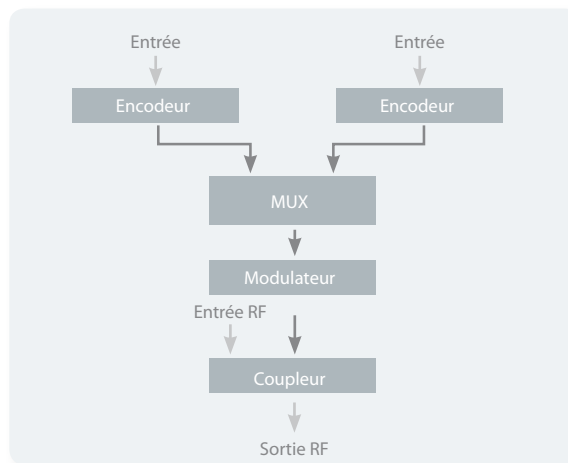 Entrée
Entrée
Encodeur
Encodeur
MUX
Modulateur
Entrée RF
Coupleur
Sortie RF